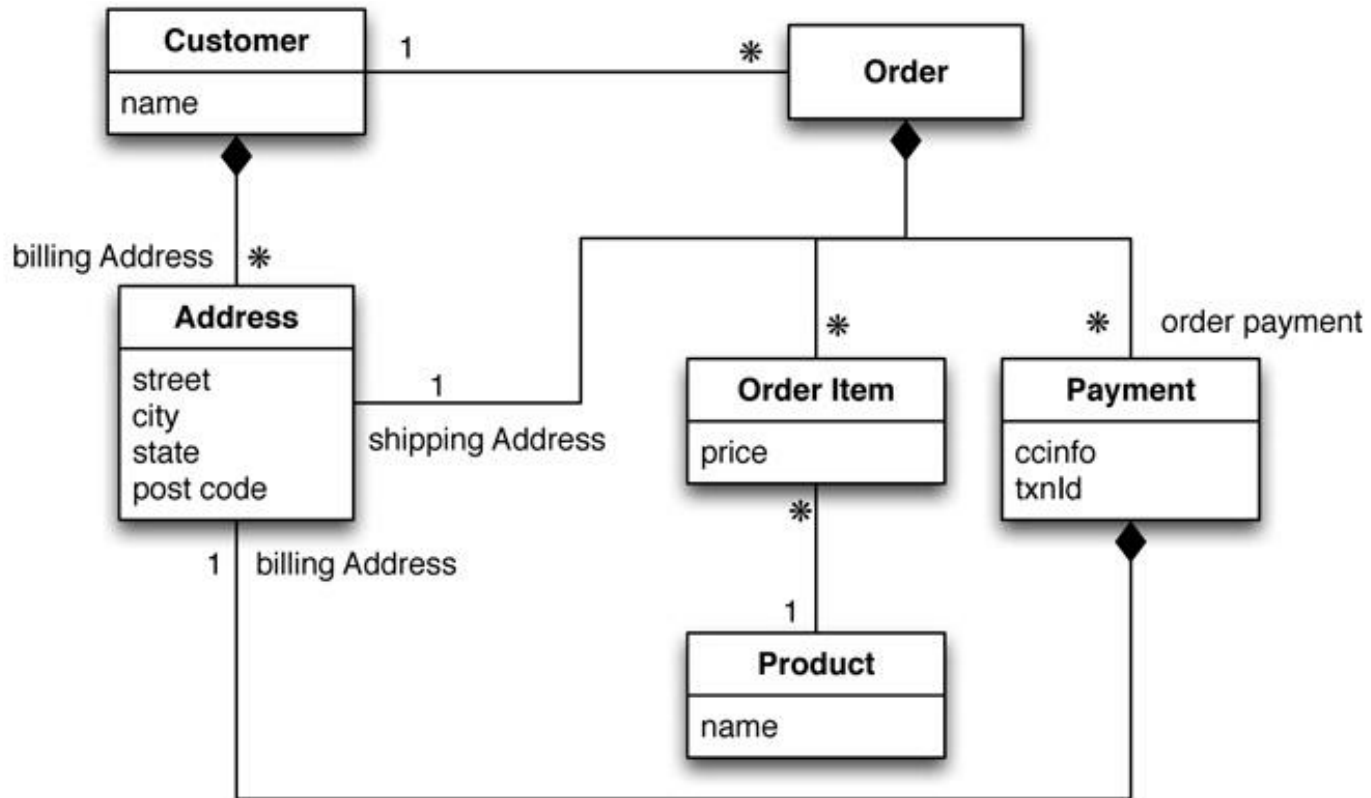 Customer
name
1
*
Order
billing Address
*
Address
street
city
state
post code
1
shipping Address
*
Order Item
price
*
order payment
Payment
ccinfo
txnId
*
1
billing Address
1
Product
name